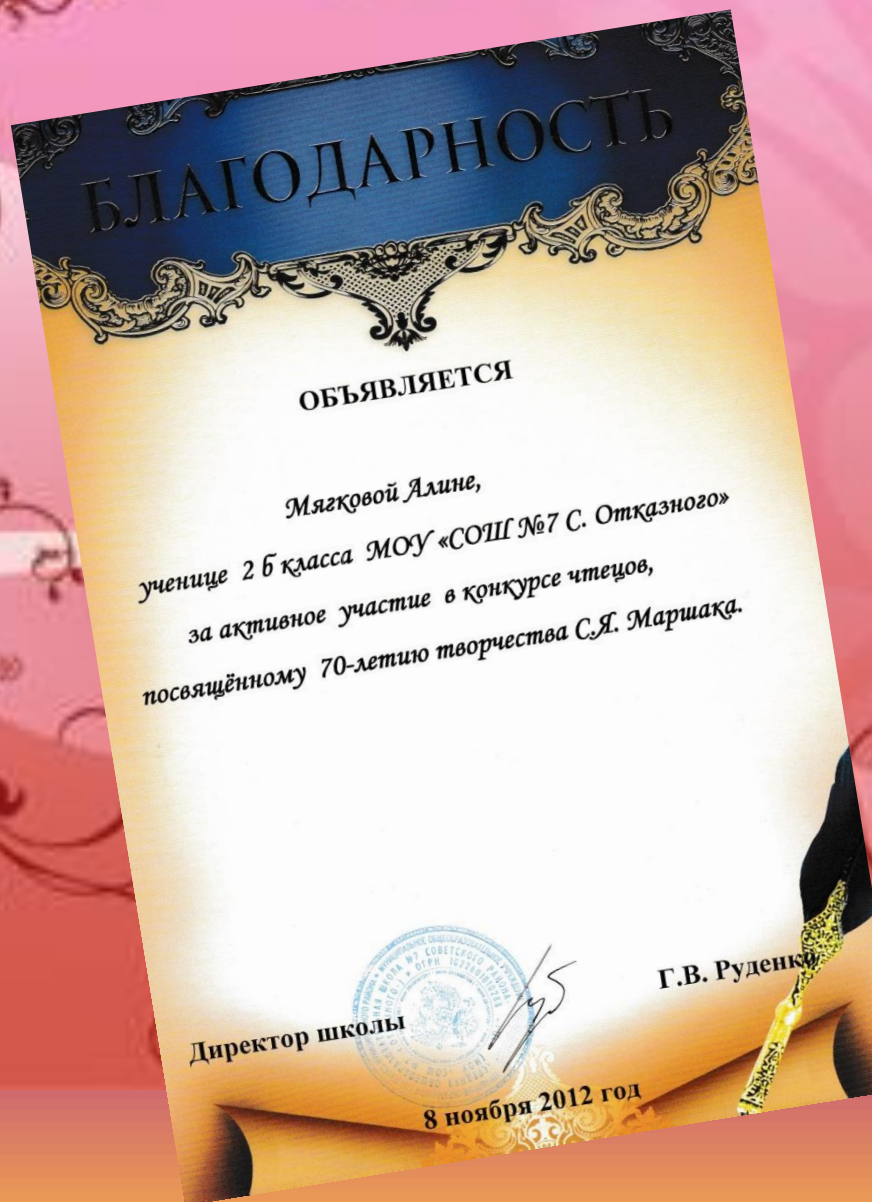 БЛАГОДАРНОСТЬ
ОБЪЯВЛЯЕТСЯ
Мягковой Алине,
ученице 2 б класса МОУ «СОШ №7 С. Отказного»
за активное участие в конкурсе чтецов,
посвящённому 70-летию творчества С.Я. Маршака.
Директор школы
Г.В. Руденко
8 ноября 2012 год